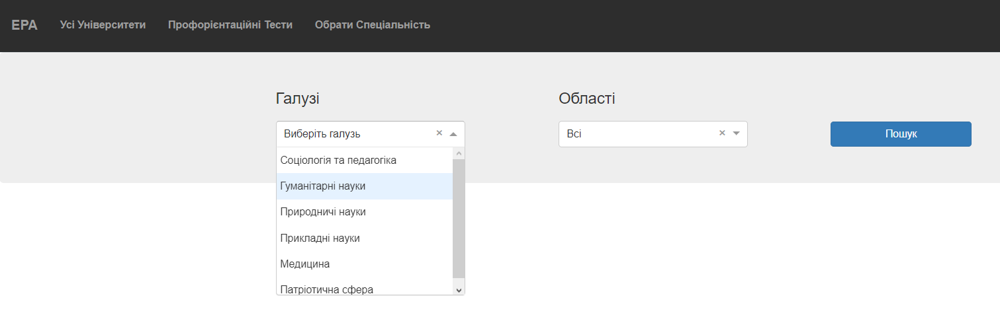 EPA Усі Університети Профорієнтаційні Тести Обрати Спеціальність
Галузі Області
Виберіть галузь × Всі × Пошук
Соціологія та педагогіка
Гуманітарні науки
Природничі науки
Прикладні науки
Медицина
Патріотична сфера